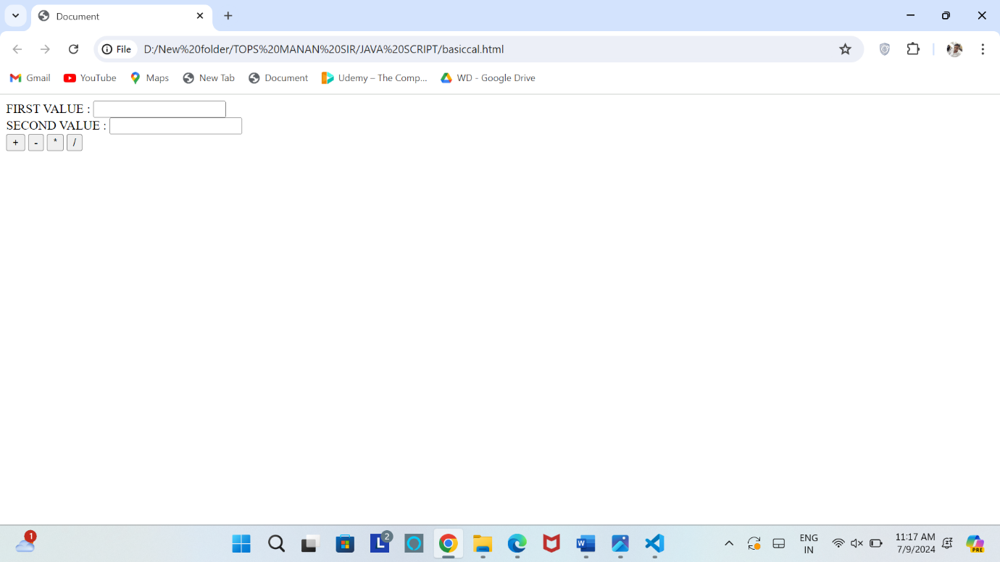 Document
File
D:/New%20folder/TOPS%20MANAN%20SIR/JAVA%20SCRIPT/basiccal.html
Gmail
YouTube
Maps
New Tab
Document
Udemy – The Comp...
WD - Google Drive
FIRST VALUE :
SECOND VALUE :
+ - * /
1
L
2
W
PRE
ENG
IN
11:17 AM
7/9/2024